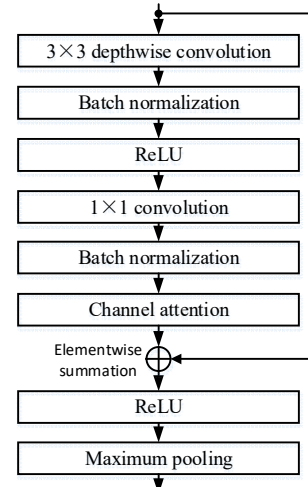 3×3 depthwise convolution
Batch normalization
ReLU
1×1 convolution
Batch normalization
Channel attention
Elementwise
summation
ReLU
Maximum pooling